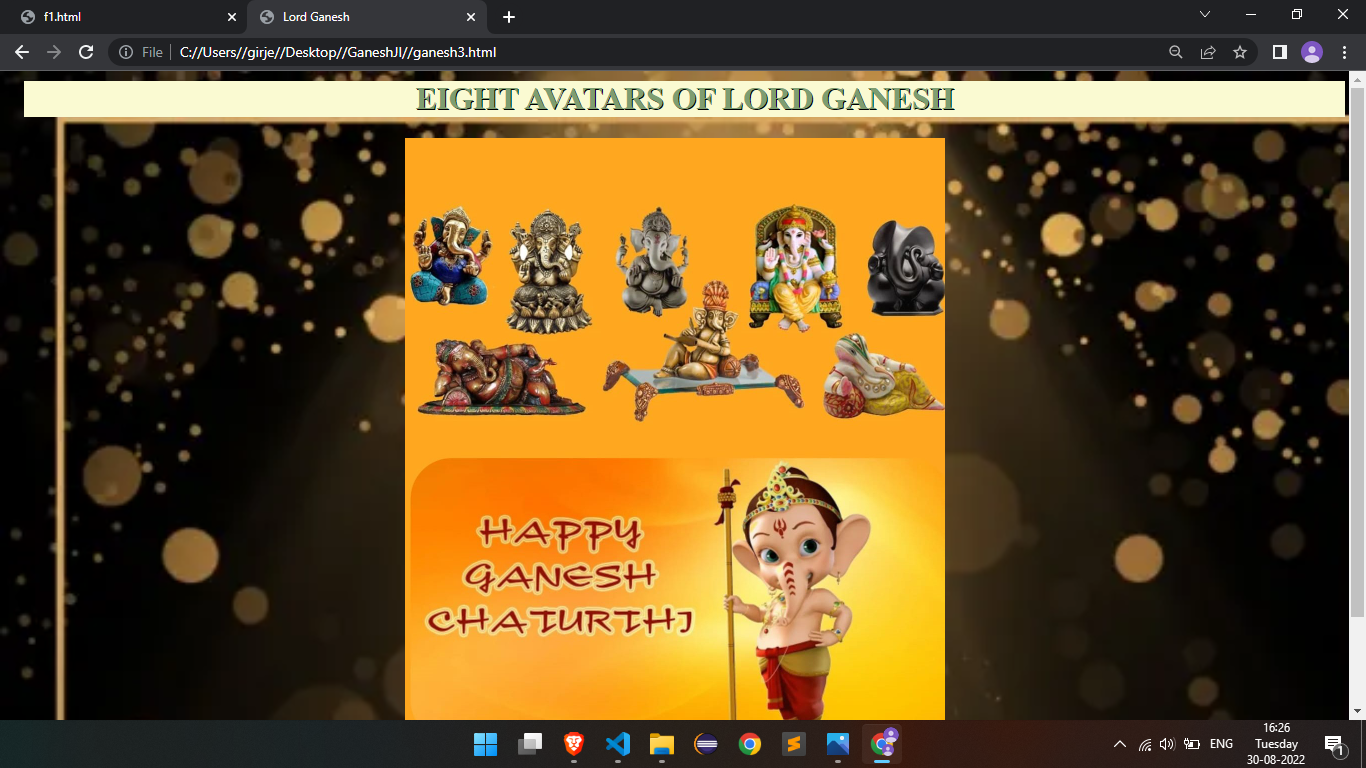 f1.html
Lord Ganesh
File
C://Users//girje//Desktop//GaneshJI//ganesh3.html
EIGHT AVATARS OF LORD GANESH
HAPPY
GANESH
CHATURTHI
ENG
16:26
Tuesday
30-08-2022
1